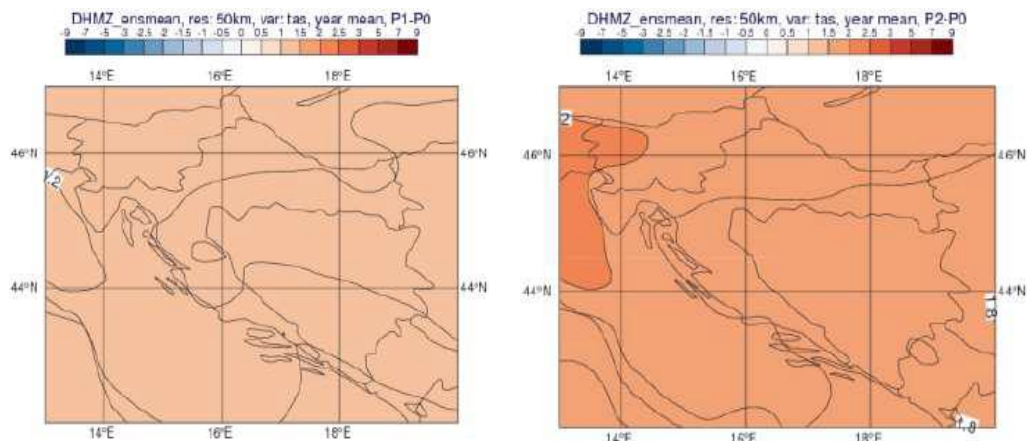 DHMZ_ensmean, res: 50km, var: tas, year mean, P1-P0
-9 -7 -5 -3 -2.5 -2 -1.5 -1 -0.5 0 0.5 1 1.5 2 2.5 3 5 7 9
14°E 16°E 18°E
46°N 46°N
44°N 44°N
14°E 16°E 18°E
DHMZ_ensmean, res: 50km, var: tas, year mean, P2-P0
-9 -7 -5 -3 -2.5 -2 -1.5 -1 -0.5 0 0.5 1 1.5 2 2.5 3 5 7 9
14°E 16°E 18°E
2
46°N 46°N
44°N 44°N
1.8
1.8
14°E 16°E 18°E